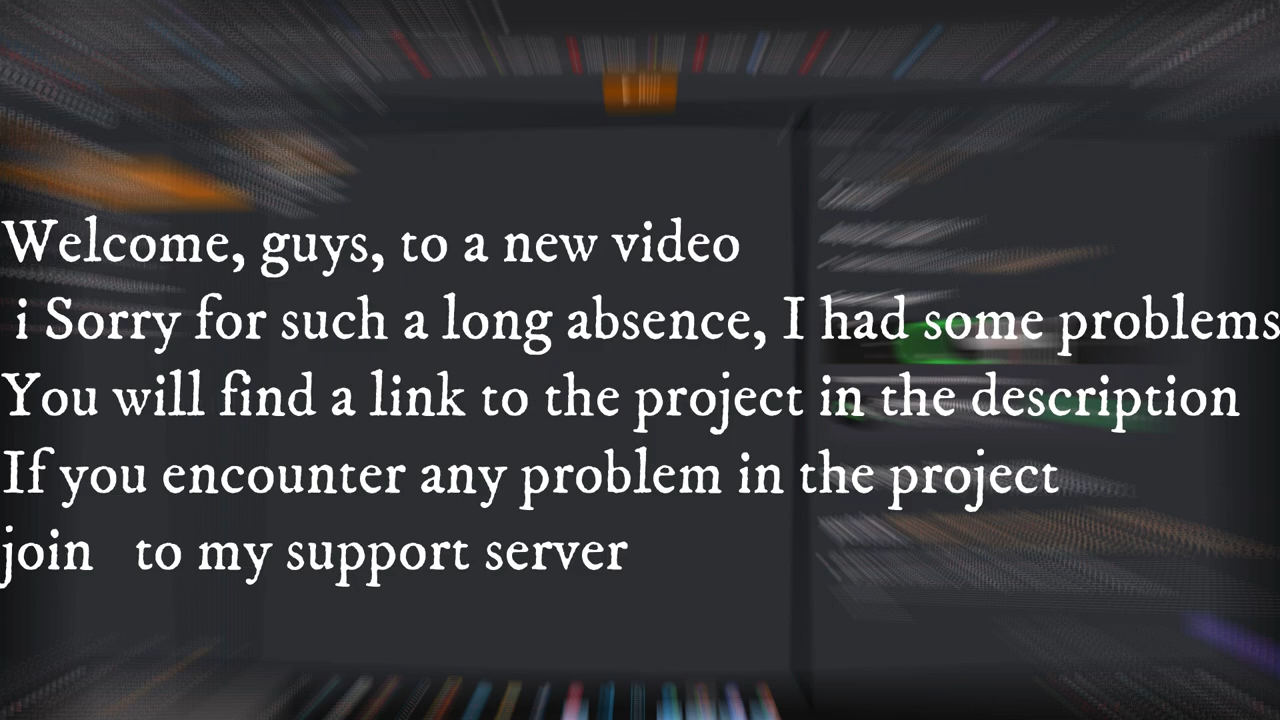 Welcome, guys, to a new video
i Sorry for such a long absence, I had some problems
You will find a link to the project in the description
If you encounter any problem in the project
join to my support server